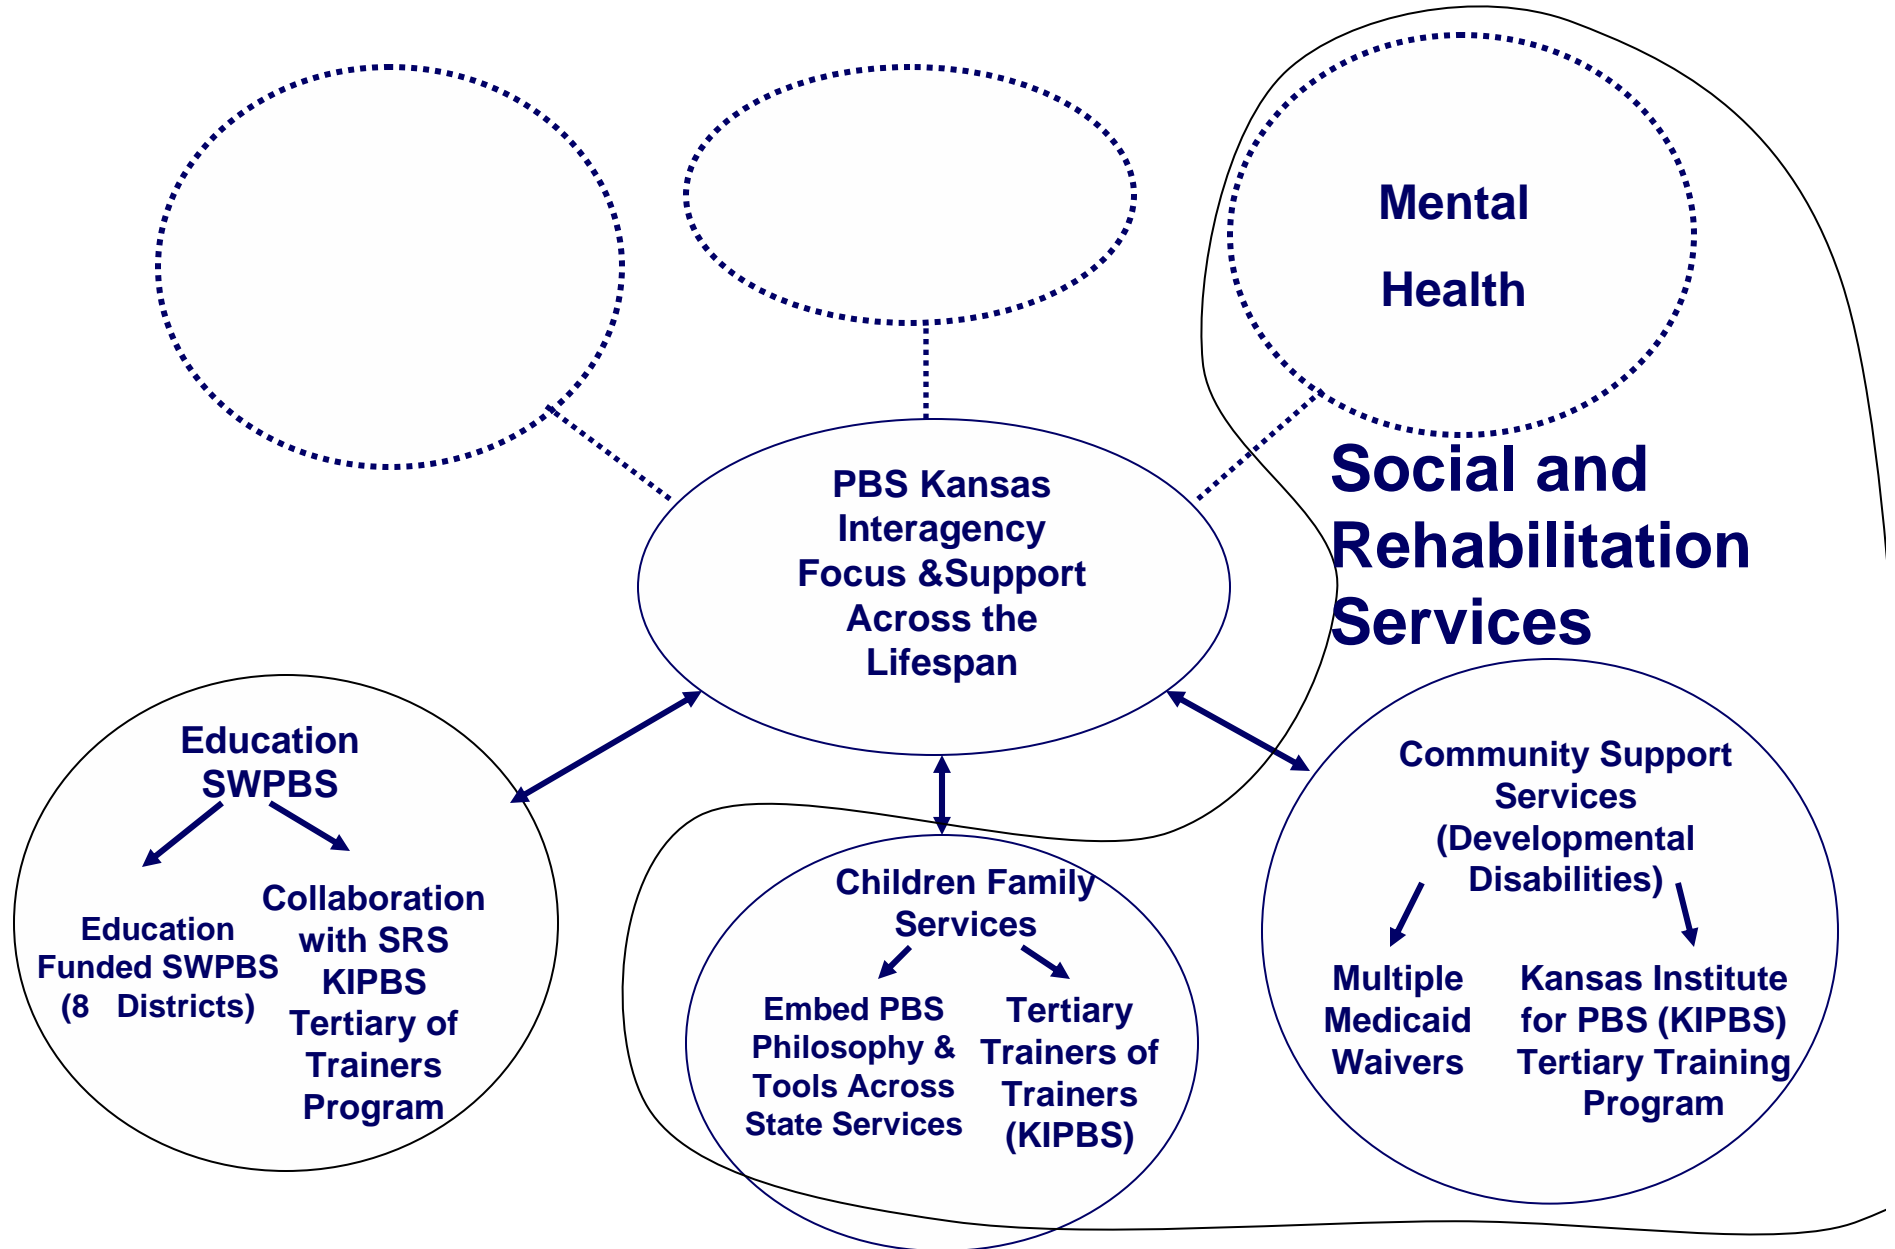 Mental
Health
Social and
Rehabilitation
Services
PBS Kansas
Interagency
Focus &Support
Across the
Lifespan
Education
SWPBS
Education
Funded SWPBS
(8 Districts)
Collaboration
with SRS
KIPBS
Tertiary of
Trainers
Program
Children Family
Services
Embed PBS
Philosophy &
Tools Across
State Services
Tertiary
Trainers of
Trainers
(KIPBS)
Community Support
Services
(Developmental
Disabilities)
Multiple
Medicaid
Waivers
Kansas Institute
for PBS (KIPBS)
Tertiary Training
Program